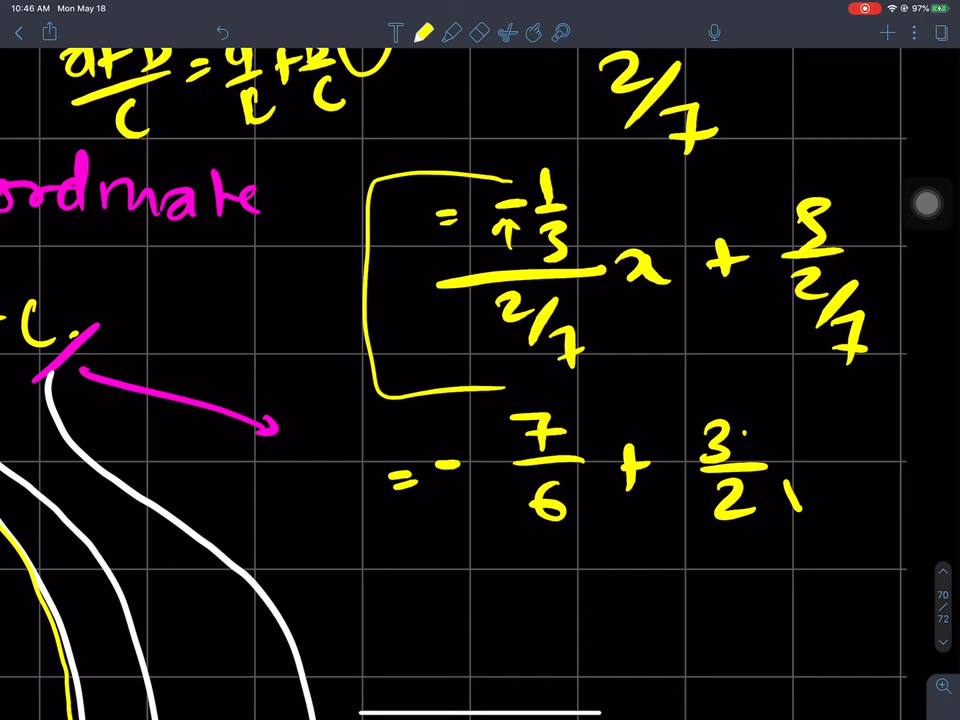 10:46 AM Mon May 18
97%
a+b/C = a/C + b/C
2/7
ordmate
= -1/3 / 2/7 x + 8 / 2/7
C.
= - 7/6 + 3/2
70
/
72